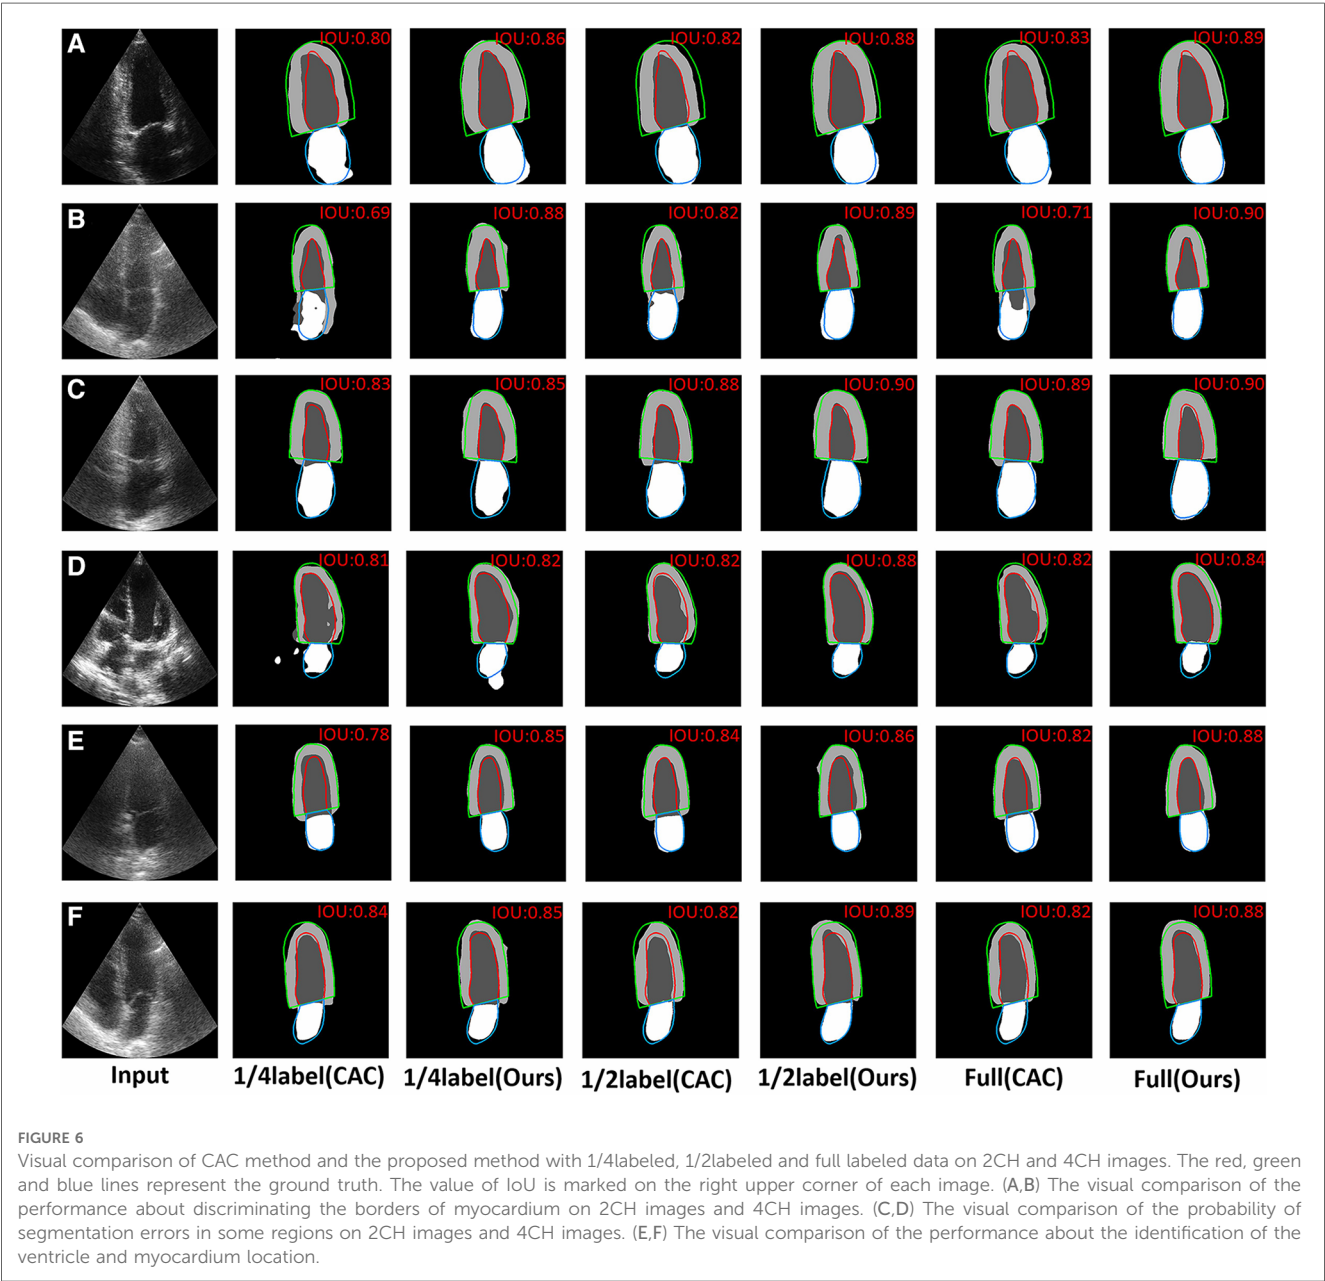 A
IOU:0.80
IOU:0.86
IOU:0.82
IOU:0.88
IOU:0.83
IOU:0.89
B
IOU:0.69
IOU:0.88
IOU:0.82
IOU:0.89
IOU:0.71
IOU:0.90
C
IOU:0.83
IOU:0.85
IOU:0.88
IOU:0.90
IOU:0.89
IOU:0.90
D
IOU:0.81
IOU:0.82
IOU:0.82
IOU:0.88
IOU:0.82
IOU:0.84
E
IOU:0.78
IOU:0.85
IOU:0.84
IOU:0.86
IOU:0.82
IOU:0.88
F
IOU:0.84
IOU:0.85
IOU:0.82
IOU:0.89
IOU:0.82
IOU:0.88
Input
1/4label(CAC)
1/4label(Ours)
1/2label(CAC)
1/2label(Ours)
Full(CAC)
Full(Ours)
FIGURE 6
Visual comparison of CAC method and the proposed method with 1/4labeled, 1/2labeled and full labeled data on 2CH and 4CH images. The red, green
and blue lines represent the ground truth. The value of IoU is marked on the right upper corner of each image. (A,B) The visual comparison of the
performance about discriminating the borders of myocardium on 2CH images and 4CH images. (C,D) The visual comparison of the probability of
segmentation errors in some regions on 2CH images and 4CH images. (E,F) The visual comparison of the performance about the identification of the
ventricle and myocardium location.